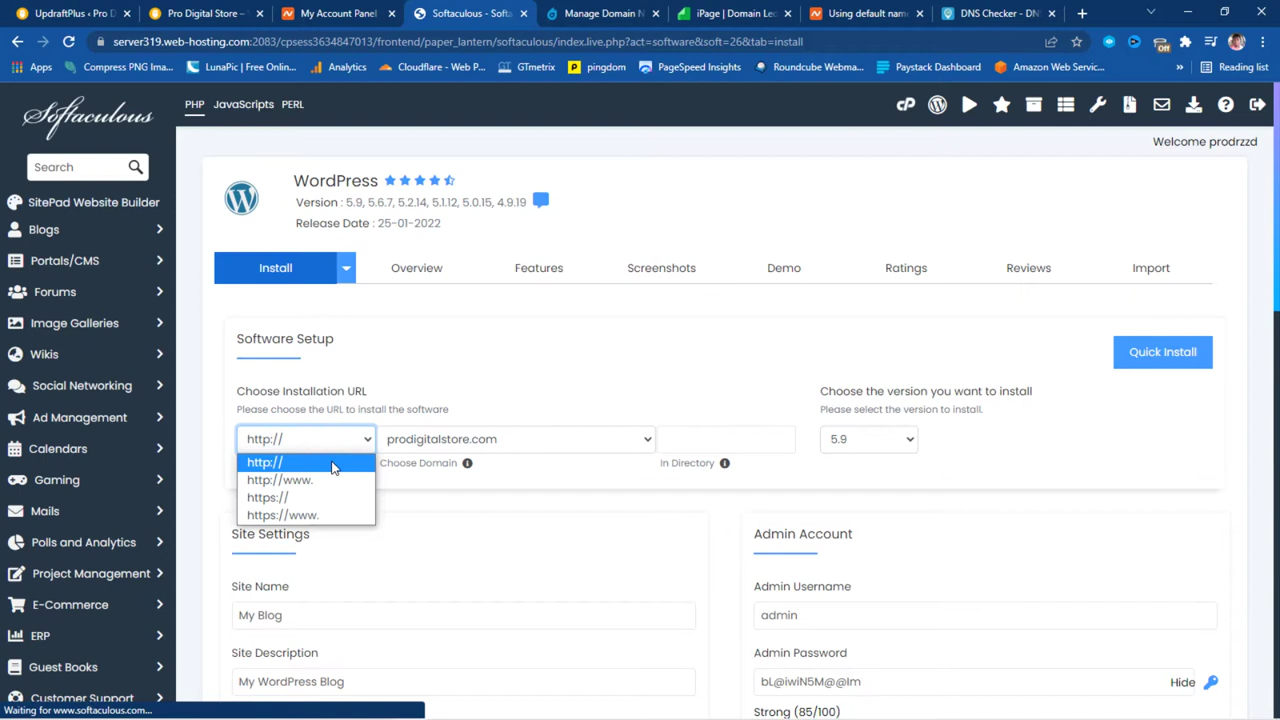 UpdraftPlus ‹ Pro D
Pro Digital Store –
My Account Panel
Softaculous - Softa
Manage Domain N
iPage | Domain Lec
Using default name
DNS Checker - DNS
server319.web-hosting.com:2083/cpsess3634847013/frontend/paper_lantern/softaculous/index.live.php?act=software&soft=26&tab=install
Off
Apps
Compress PNG Ima...
LunaPic | Free Onlin...
Analytics
Cloudflare - Web P...
GTmetrix
pingdom
PageSpeed Insights
Roundcube Webma...
Paystack Dashboard
Amazon Web Servic...
»
Reading list
Softaculous
PHP
JavaScripts
PERL
Welcome prodrzzd
Search
SitePad Website Builder
Blogs
Portals/CMS
Forums
Image Galleries
Wikis
Social Networking
Ad Management
Calendars
Gaming
Mails
Polls and Analytics
Project Management
E-Commerce
ERP
Guest Books
Customer Support
WordPress
Version : 5.9, 5.6.7, 5.2.14, 5.1.12, 5.0.15, 4.9.19
Release Date : 25-01-2022
Install
Overview
Features
Screenshots
Demo
Ratings
Reviews
Import
Software Setup
Quick Install
Choose Installation URL
Please choose the URL to install the software
http://
prodigitalstore.com
http://
http://www.
https://
https://www.
Choose Domain
In Directory
Choose the version you want to install
Please select the version to install.
5.9
Site Settings
Site Name
My Blog
Site Description
My WordPress Blog
Admin Account
Admin Username
admin
Admin Password
bL@iwiN5M@@Im
Hide
Strong (85/100)
Waiting for www.softaculous.com...